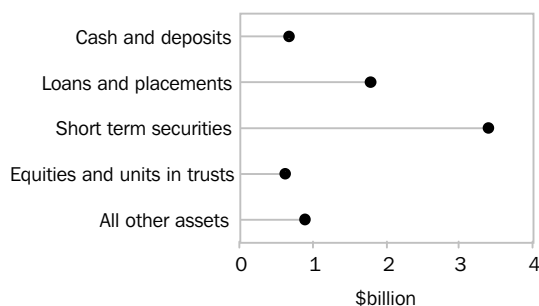 Cash and deposits
Loans and placements
Short term securities
Equities and units in trusts
All other assets
0 1 2 3 4
$billion